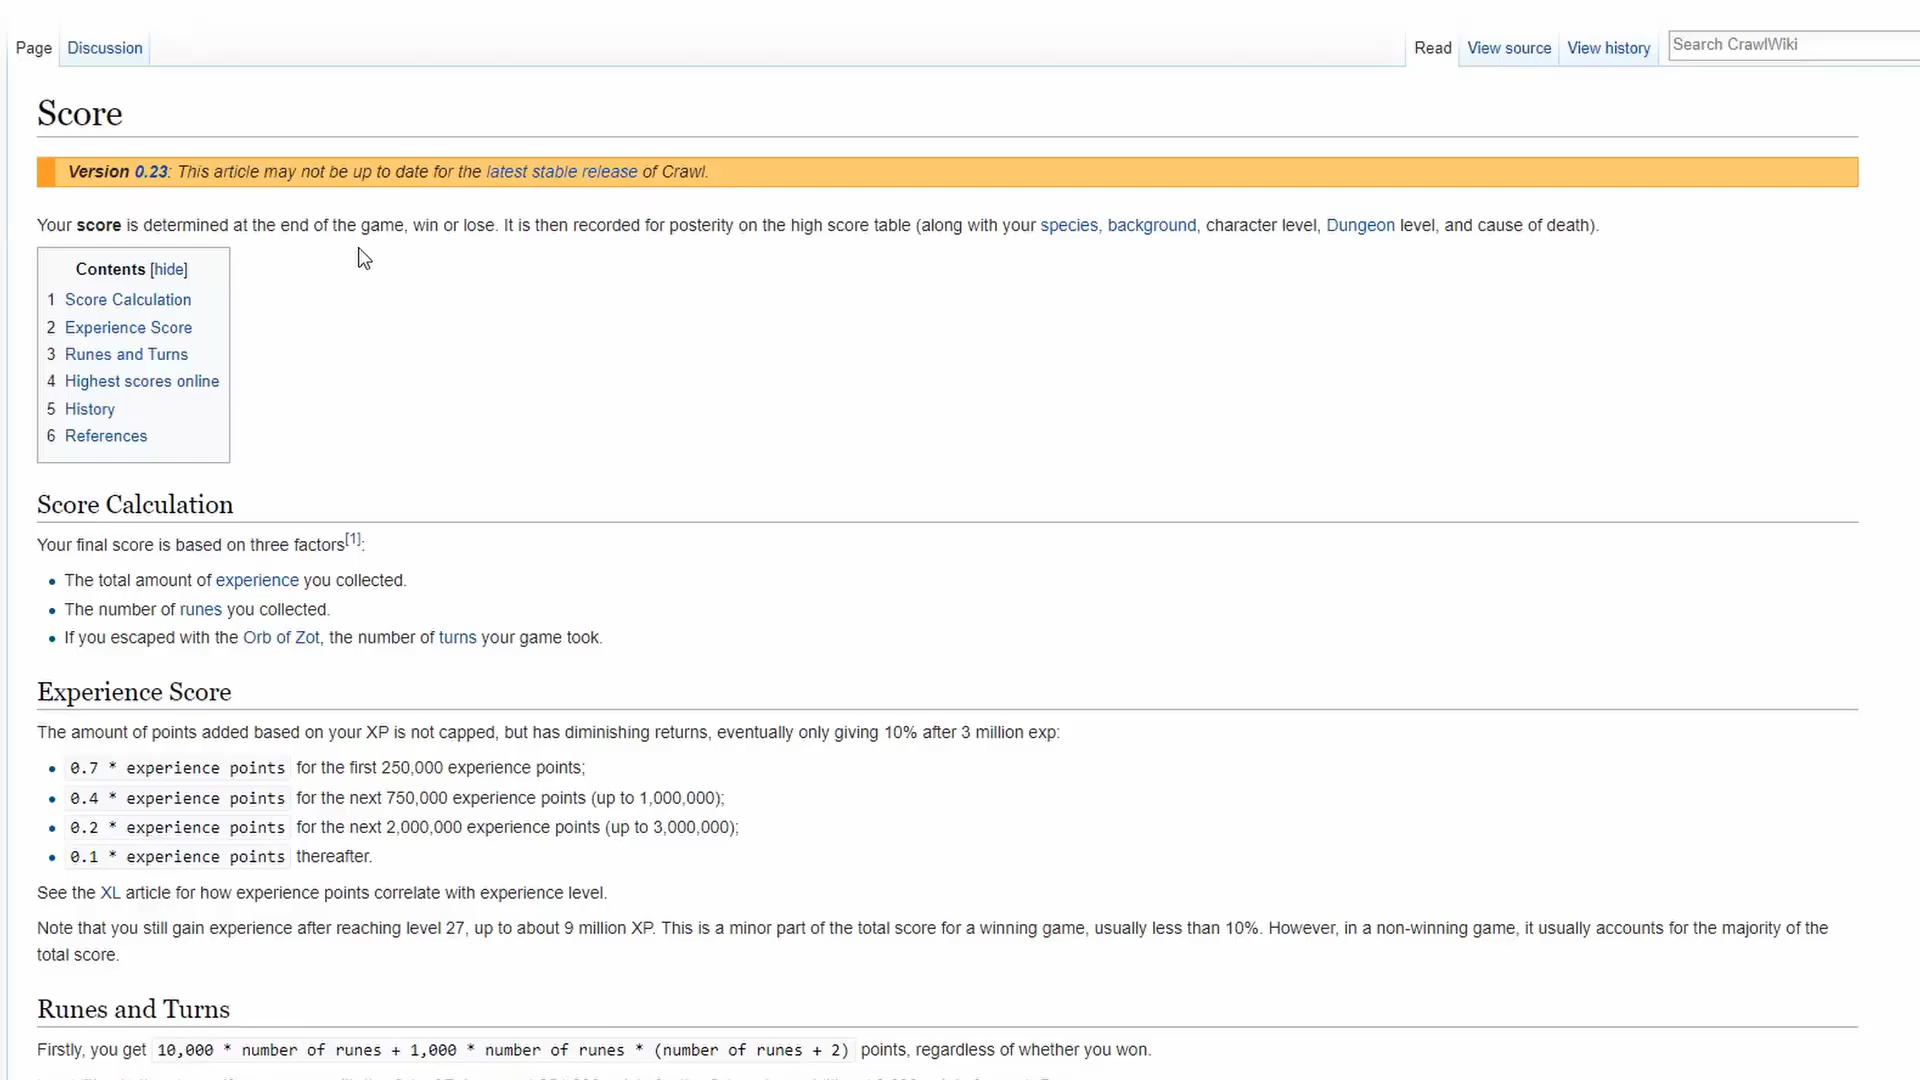 Page Discussion Read View source View history Search CrawlWiki
Score
Version 0.23: This article may not be up to date for the latest stable release of Crawl.
Your score is determined at the end of the game, win or lose. It is then recorded for posterity on the high score table (along with your species, background, character level, Dungeon level, and cause of death).
Contents [hide]
1 Score Calculation
2 Experience Score
3 Runes and Turns
4 Highest scores online
5 History
6 References
Score Calculation
Your final score is based on three factors[1]:
• The total amount of experience you collected.
• The number of runes you collected.
• If you escaped with the Orb of Zot, the number of turns your game took.
Experience Score
The amount of points added based on your XP is not capped, but has diminishing returns, eventually only giving 10% after 3 million exp:
• 0.7 * experience points for the first 250,000 experience points;
• 0.4 * experience points for the next 750,000 experience points (up to 1,000,000);
• 0.2 * experience points for the next 2,000,000 experience points (up to 3,000,000);
• 0.1 * experience points thereafter.
See the XL article for how experience points correlate with experience level.
Note that you still gain experience after reaching level 27, up to about 9 million XP. This is a minor part of the total score for a winning game, usually less than 10%. However, in a non-winning game, it usually accounts for the majority of the
total score.
Runes and Turns
Firstly, you get 10,000 * number of runes + 1,000 * number of runes * (number of runes + 2) points, regardless of whether you won.